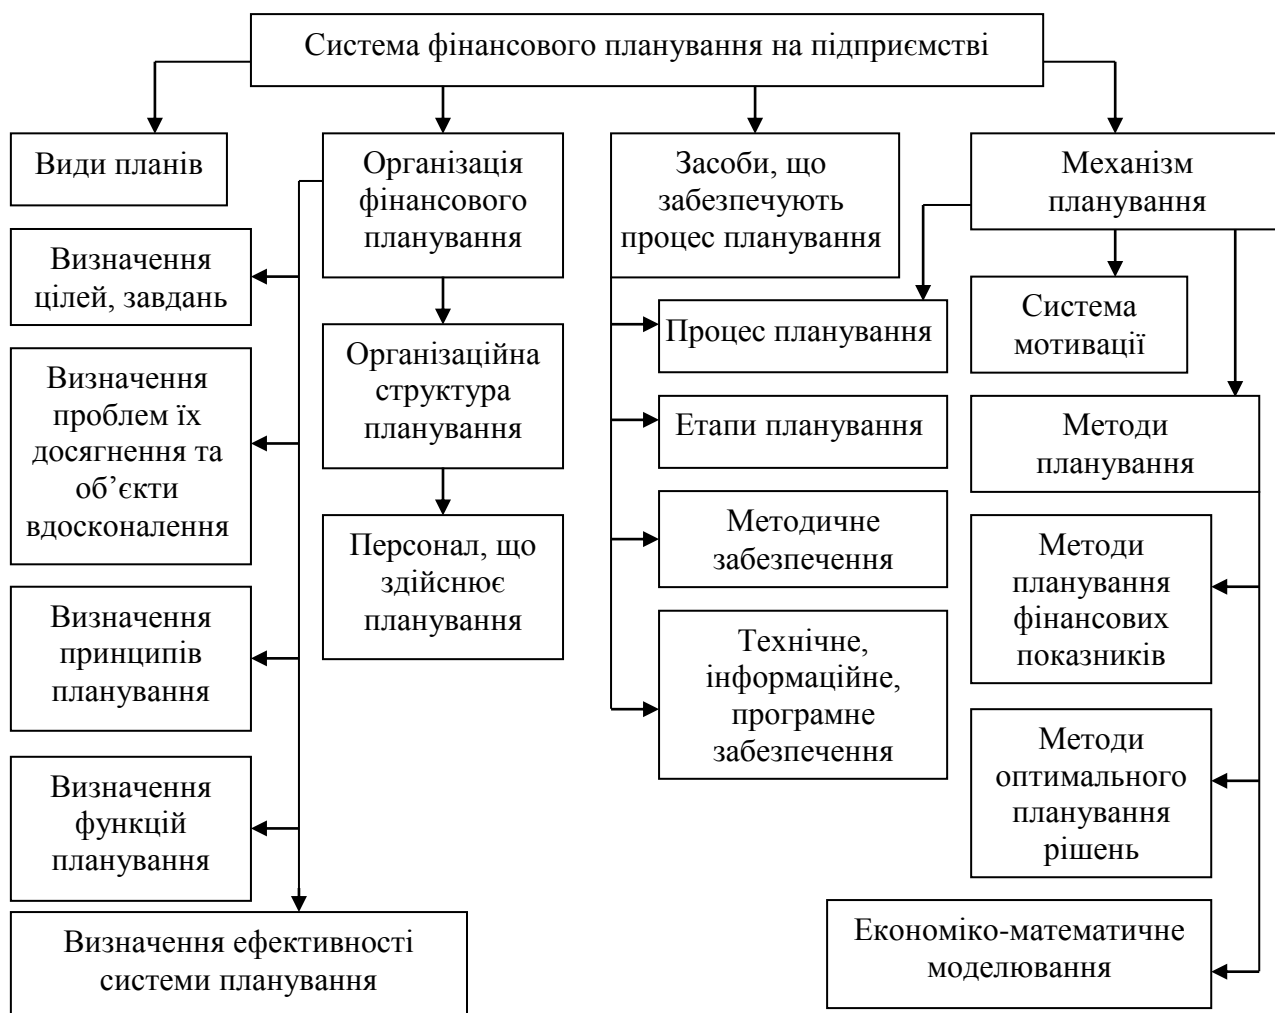 Система фінансового планування на підприємстві
Види планів
Організація
фінансового
планування
Засоби, що
забезпечують
процес планування
Механізм
планування
Визначення
цілей, завдань
Визначення
проблем їх
досягнення та
об’єкти
вдосконалення
Визначення
принципів
планування
Визначення
функцій
планування
Визначення ефективності
системи планування
Організаційна
структура
планування
Персонал, що
здійснює
планування
Процес планування
Етапи планування
Методичне
забезпечення
Технічне,
інформаційне,
програмне
забезпечення
Система
мотивації
Методи
планування
Методи
планування
фінансових
показників
Методи
оптимального
планування
рішень
Економіко-математичне
моделювання